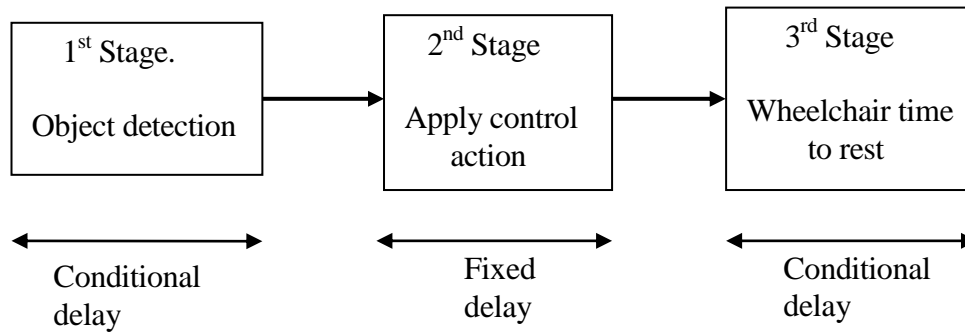 1st Stage.
Object detection
2nd Stage
Apply control
action
3rd Stage
Wheelchair time
to rest
Conditional
delay
Fixed
delay
Conditional
delay